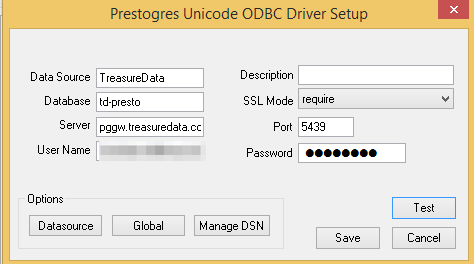 Prestogres Unicode ODBC Driver Setup
Data Source TreasureData Description
Database td-presto SSL Mode require
Server pggw.treasuredata.cc Port 5439
User Name Password ●●●●●●●●
Options
Datasource Global Manage DSN Test
Save Cancel